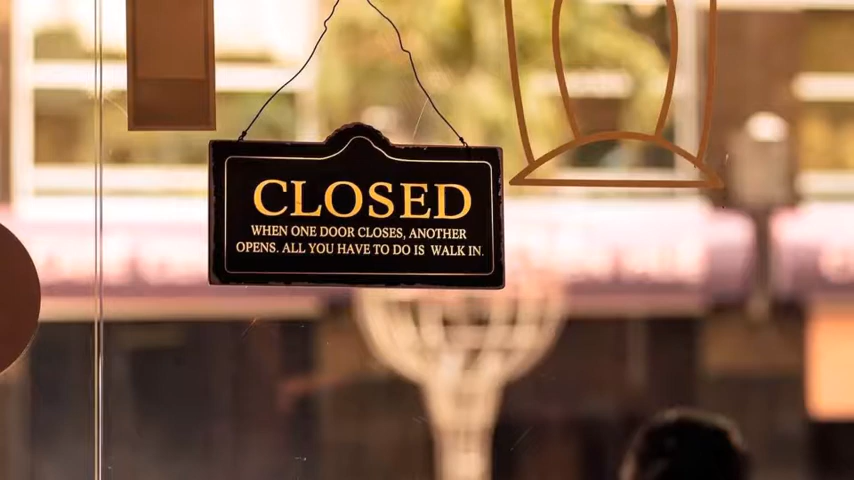 CLOSED
WHEN ONE DOOR CLOSES, ANOTHER
OPENS. ALL YOU HAVE TO DO IS WALK IN.